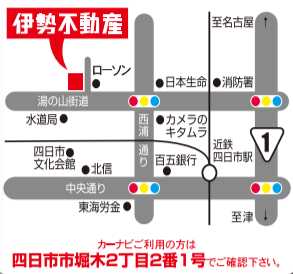 伊勢不動産
至名古屋
↑
ローソン
日本生命
消防署
湯の山街道
水道局
西浦通り
カメラの
キタムラ
1
四日市
文化会館
北信
百五銀行
近鉄
四日市駅
中央通り
東海労金
至津
↓
カーナビご利用の方は
四日市市堀木2丁目2番1号でご確認下さい。